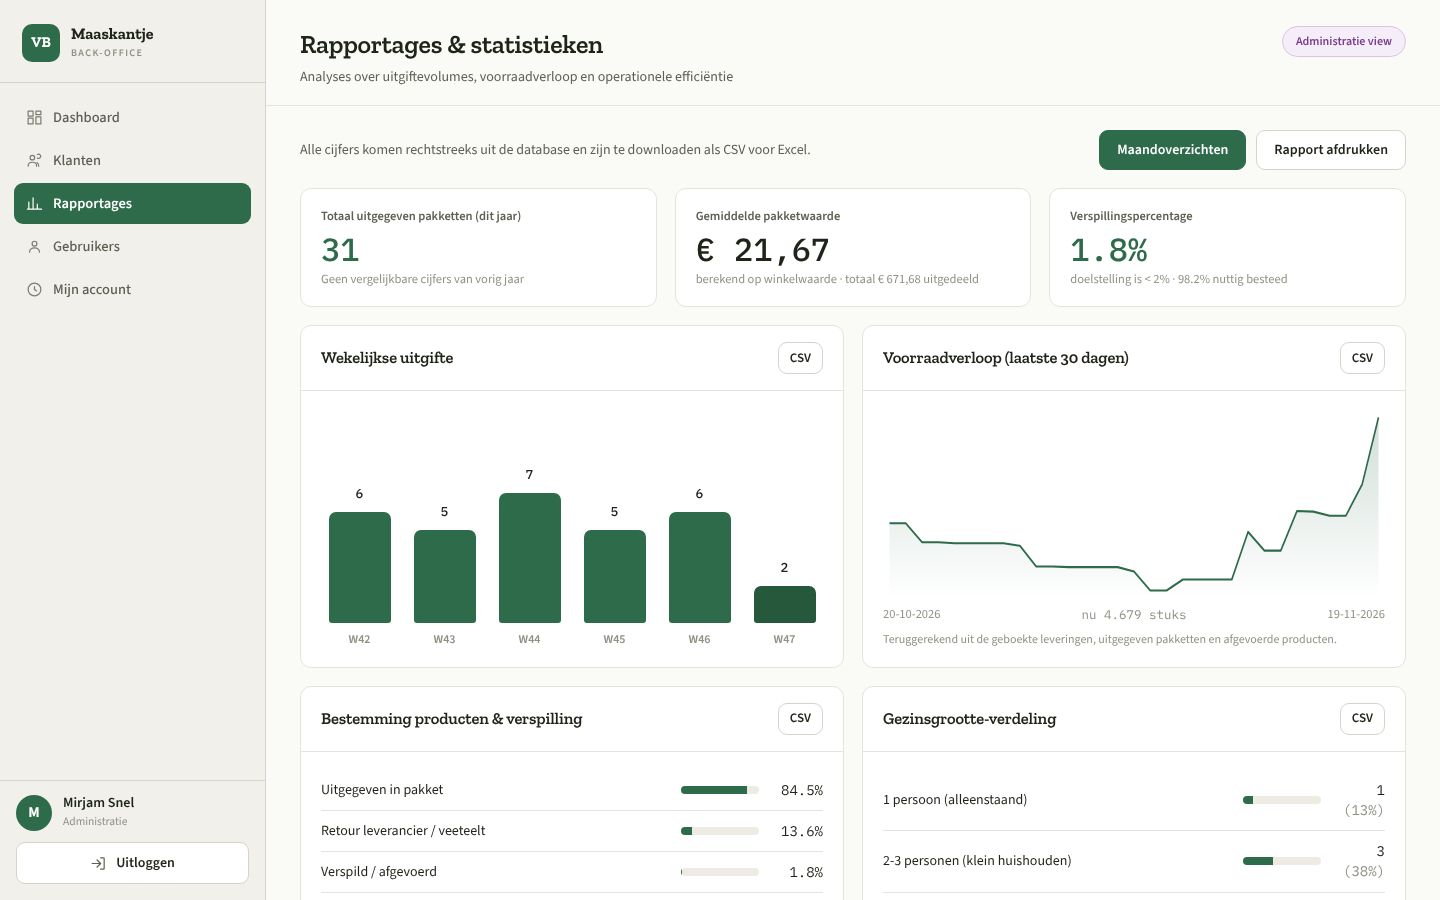 VB
Maaskantje
BACK-OFFICE
Dashboard
Klanten
Rapportages
Gebruikers
Mijn account
M
Mirjam Snel
Administratie
Uitloggen
Rapportages & statistieken
Analyses over uitgiftevolumes, voorraadverloop en operationele efficiëntie
Administratie view
Alle cijfers komen rechtstreeks uit de database en zijn te downloaden als CSV voor Excel.
Maandoverzichten
Rapport afdrukken
Totaal uitgegeven pakketten (dit jaar)
31
Geen vergelijkbare cijfers van vorig jaar
Gemiddelde pakketwaarde
€ 21,67
berekend op winkelwaarde · totaal € 671,68 uitgedeeld
Verspillingspercentage
1.8%
doelstelling is < 2% · 98.2% nuttig besteed
Wekelijkse uitgifte
CSV
6 5 7 5 6 2
W42 W43 W44 W45 W46 W47
Voorraadverloop (laatste 30 dagen)
CSV
20-10-2026 nu 4.679 stuks 19-11-2026
Teruggerekend uit de geboekte leveringen, uitgegeven pakketten en afgevoerde producten.
Bestemming producten & verspilling
CSV
Uitgegeven in pakket 84.5%
Retour leverancier / veeteelt 13.6%
Verspild / afgevoerd 1.8%
Gezinsgrootte-verdeling
CSV
1 persoon (alleenstaand) 1
(13%)
2-3 personen (klein huishouden) 3
(38%)